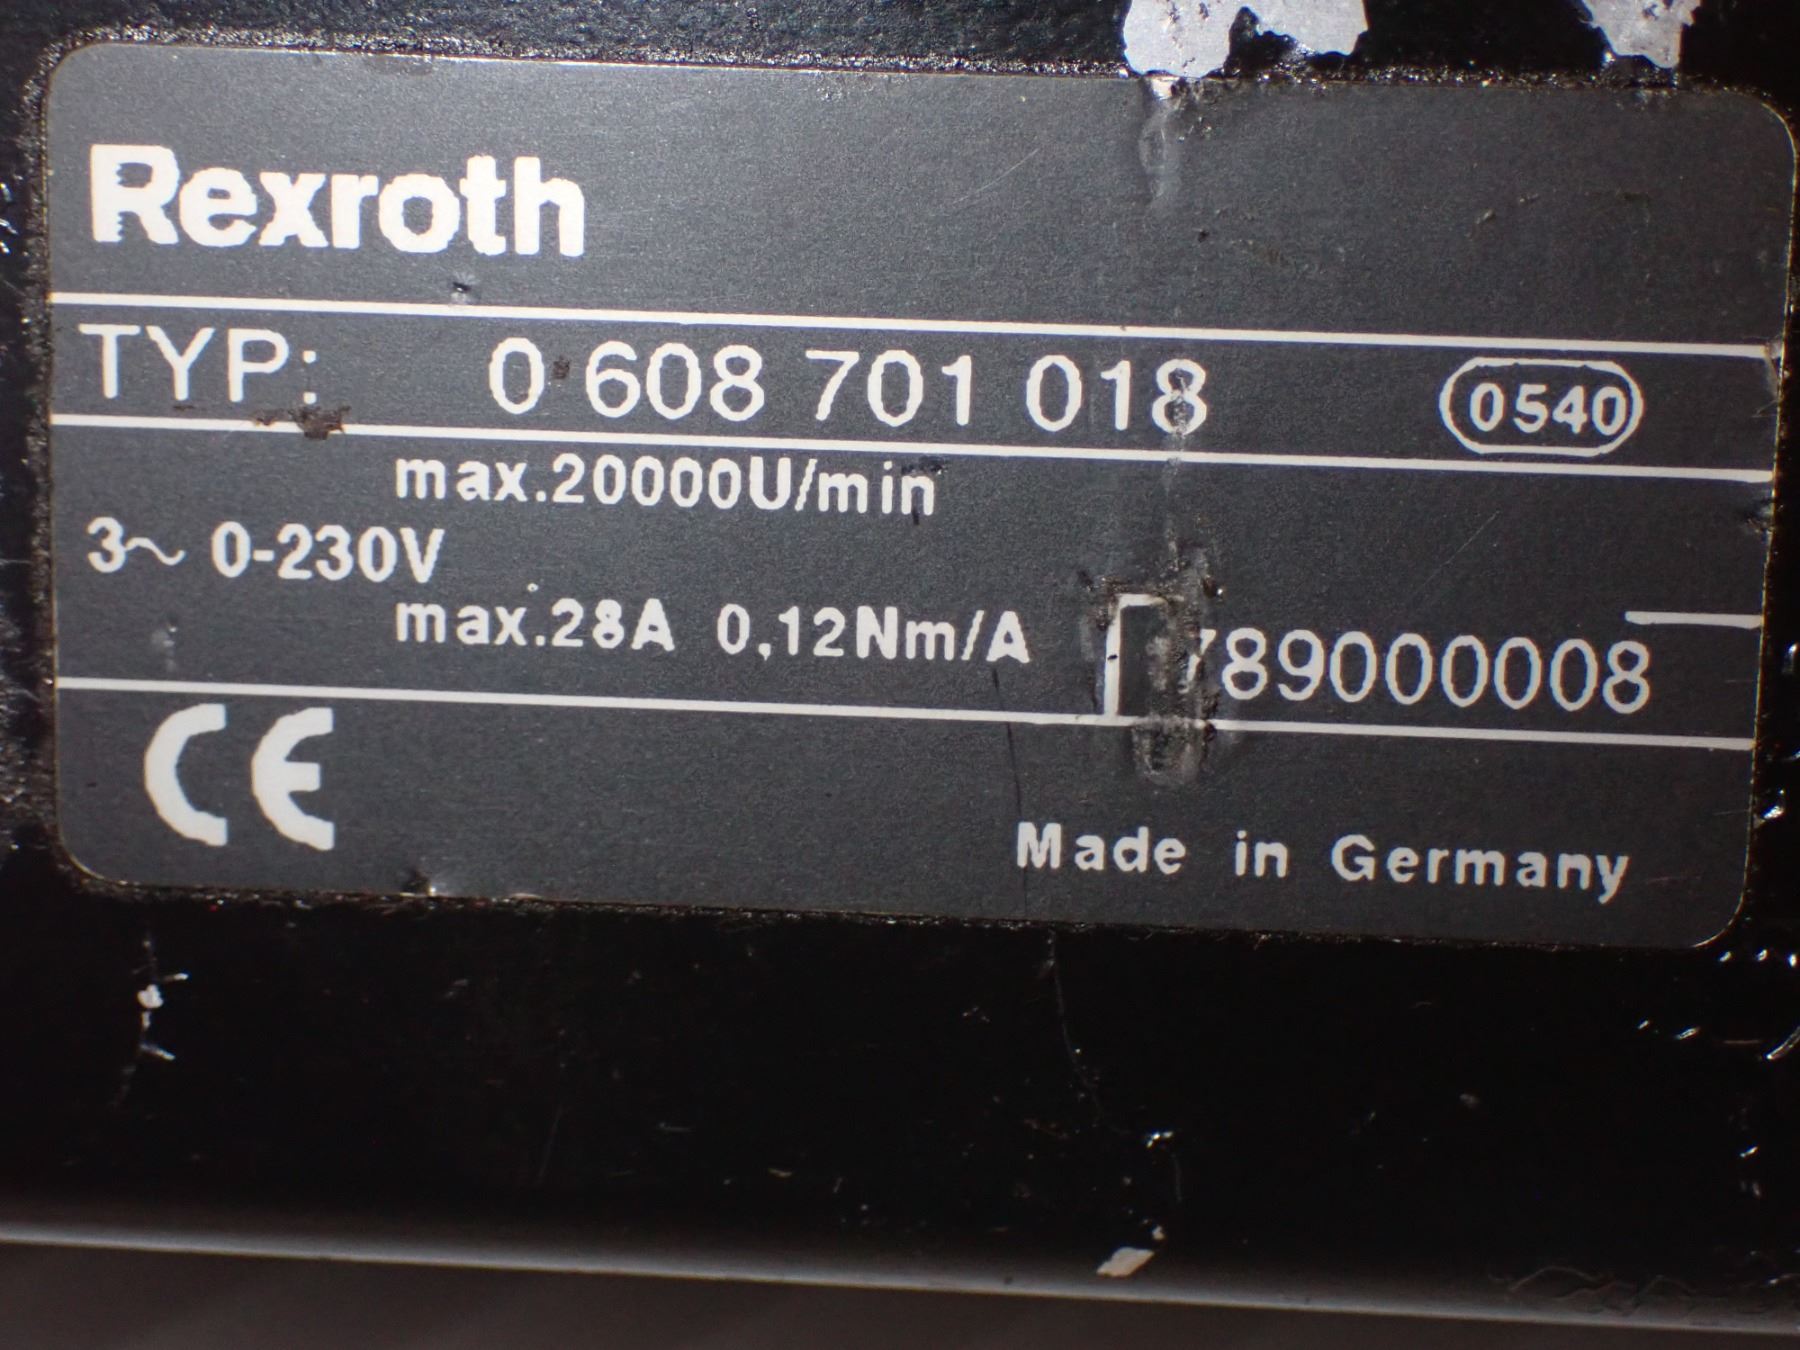 Rexroth
TYP: 0 608 701 018 0540
max.20000U/min
3~ 0-230V
max.28A 0,12Nm/A
789000008
CE
Made in Germany